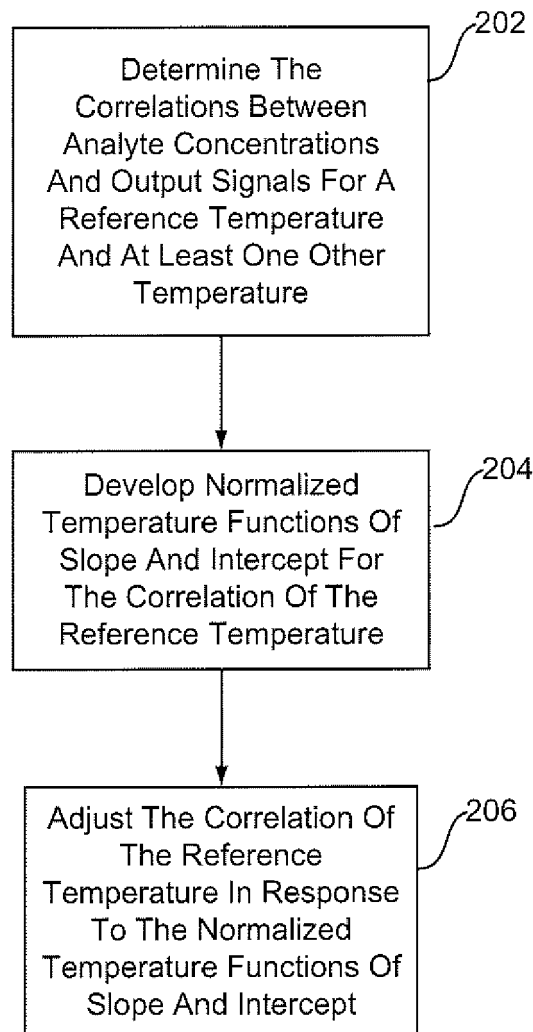 202
Determine The
Correlations Between
Analyte Concentrations
And Output Signals For A
Reference Temperature
And At Least One Other
Temperature
204
Develop Normalized
Temperature Functions Of
Slope And Intercept For
The Correlation Of The
Reference Temperature
206
Adjust The Correlation Of
The Reference
Temperature In Response
To The Normalized
Temperature Functions Of
Slope And Intercept